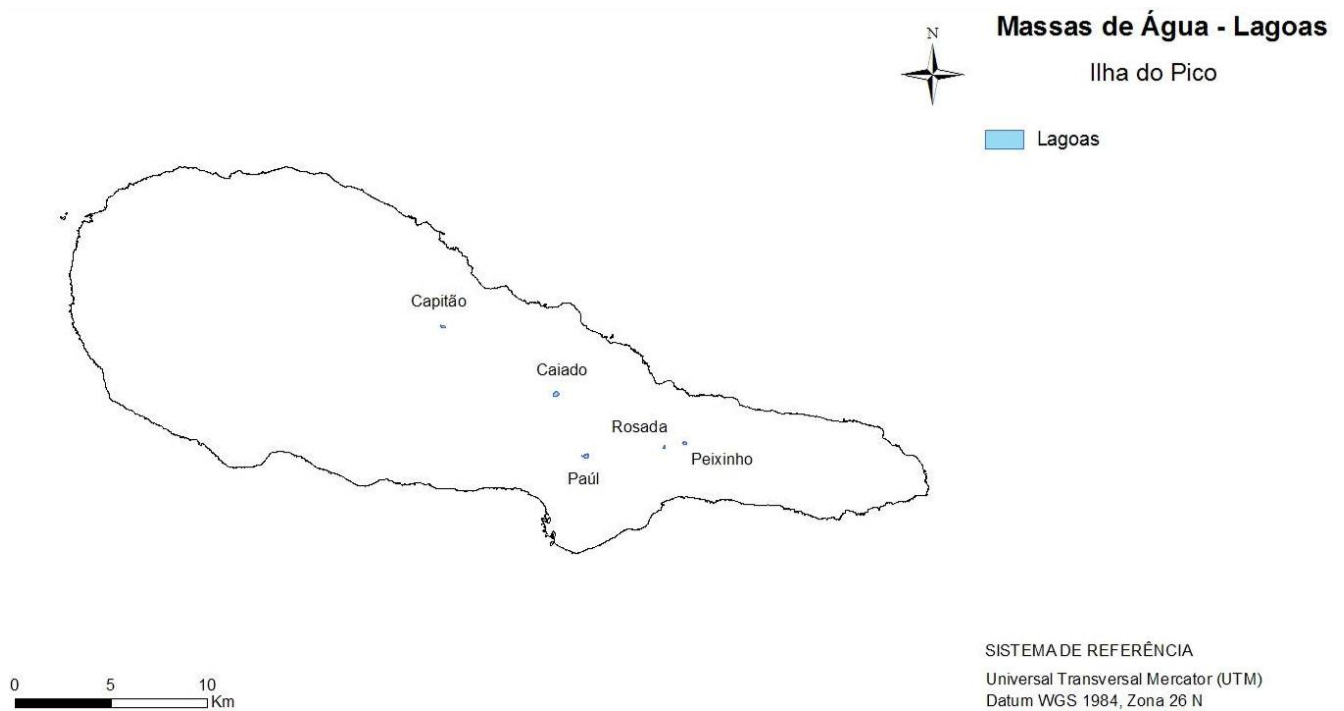 Massas de Água - Lagoas
Ilha do Pico
N
Lagoas
Capitão
Caiado
Rosada
Peixinho
Paúl
0 5 10
Km
SISTEMA DE REFERÊNCIA
Universal Transversal Mercator (UTM)
Datum WGS 1984, Zona 26 N